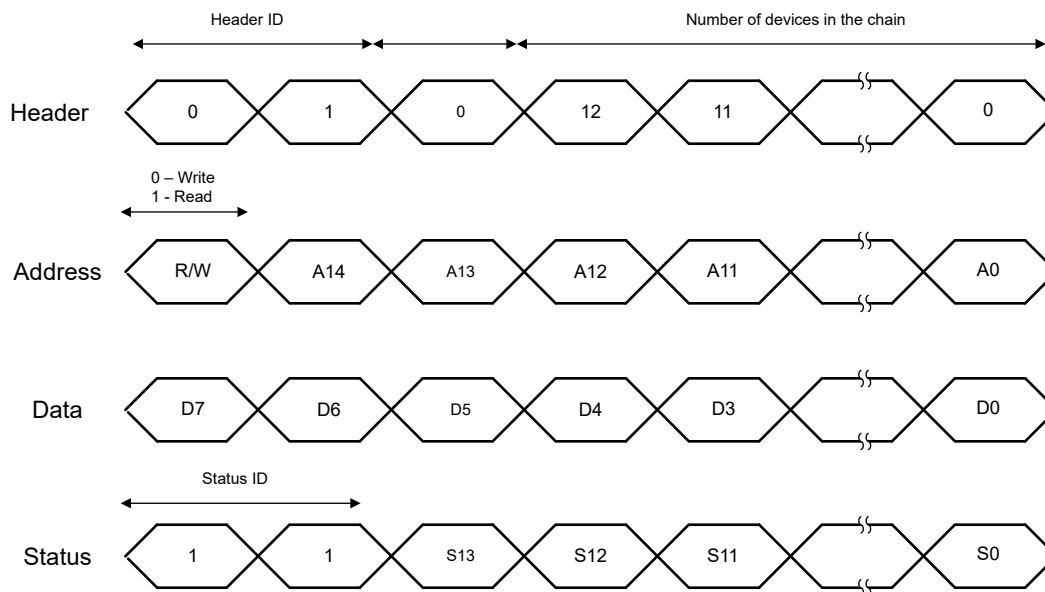 Header ID
Number of devices in the chain
Header 0 1 0 12 11 0
0 – Write
1 - Read
Address R/W A14 A13 A12 A11 A0
Data D7 D6 D5 D4 D3 D0
Status ID
Status 1 1 S13 S12 S11 S0